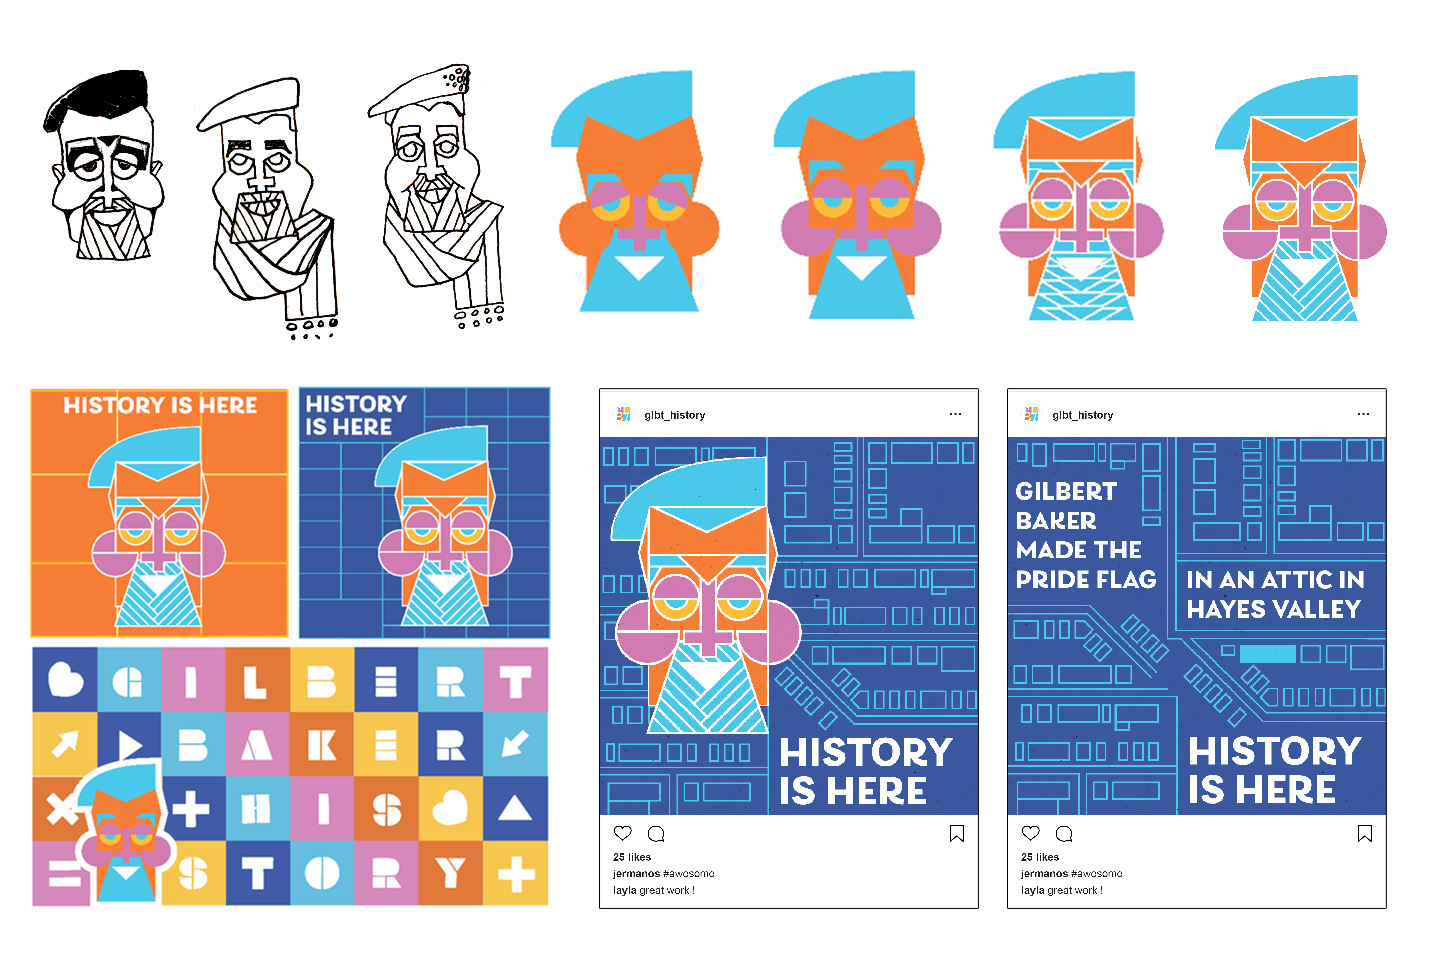 HISTORY IS HERE
HISTORY
IS HERE
GILBERT
BAKER
HIS
STORY
glbt_history
HISTORY
IS HERE
25 likes
jermanos #awesome
layla great work !
glbt_history
GILBERT
BAKER
MADE THE
PRIDE FLAG
IN AN ATTIC IN
HAYES VALLEY
HISTORY
IS HERE
25 likes
jermanos #awesome
layla great work !